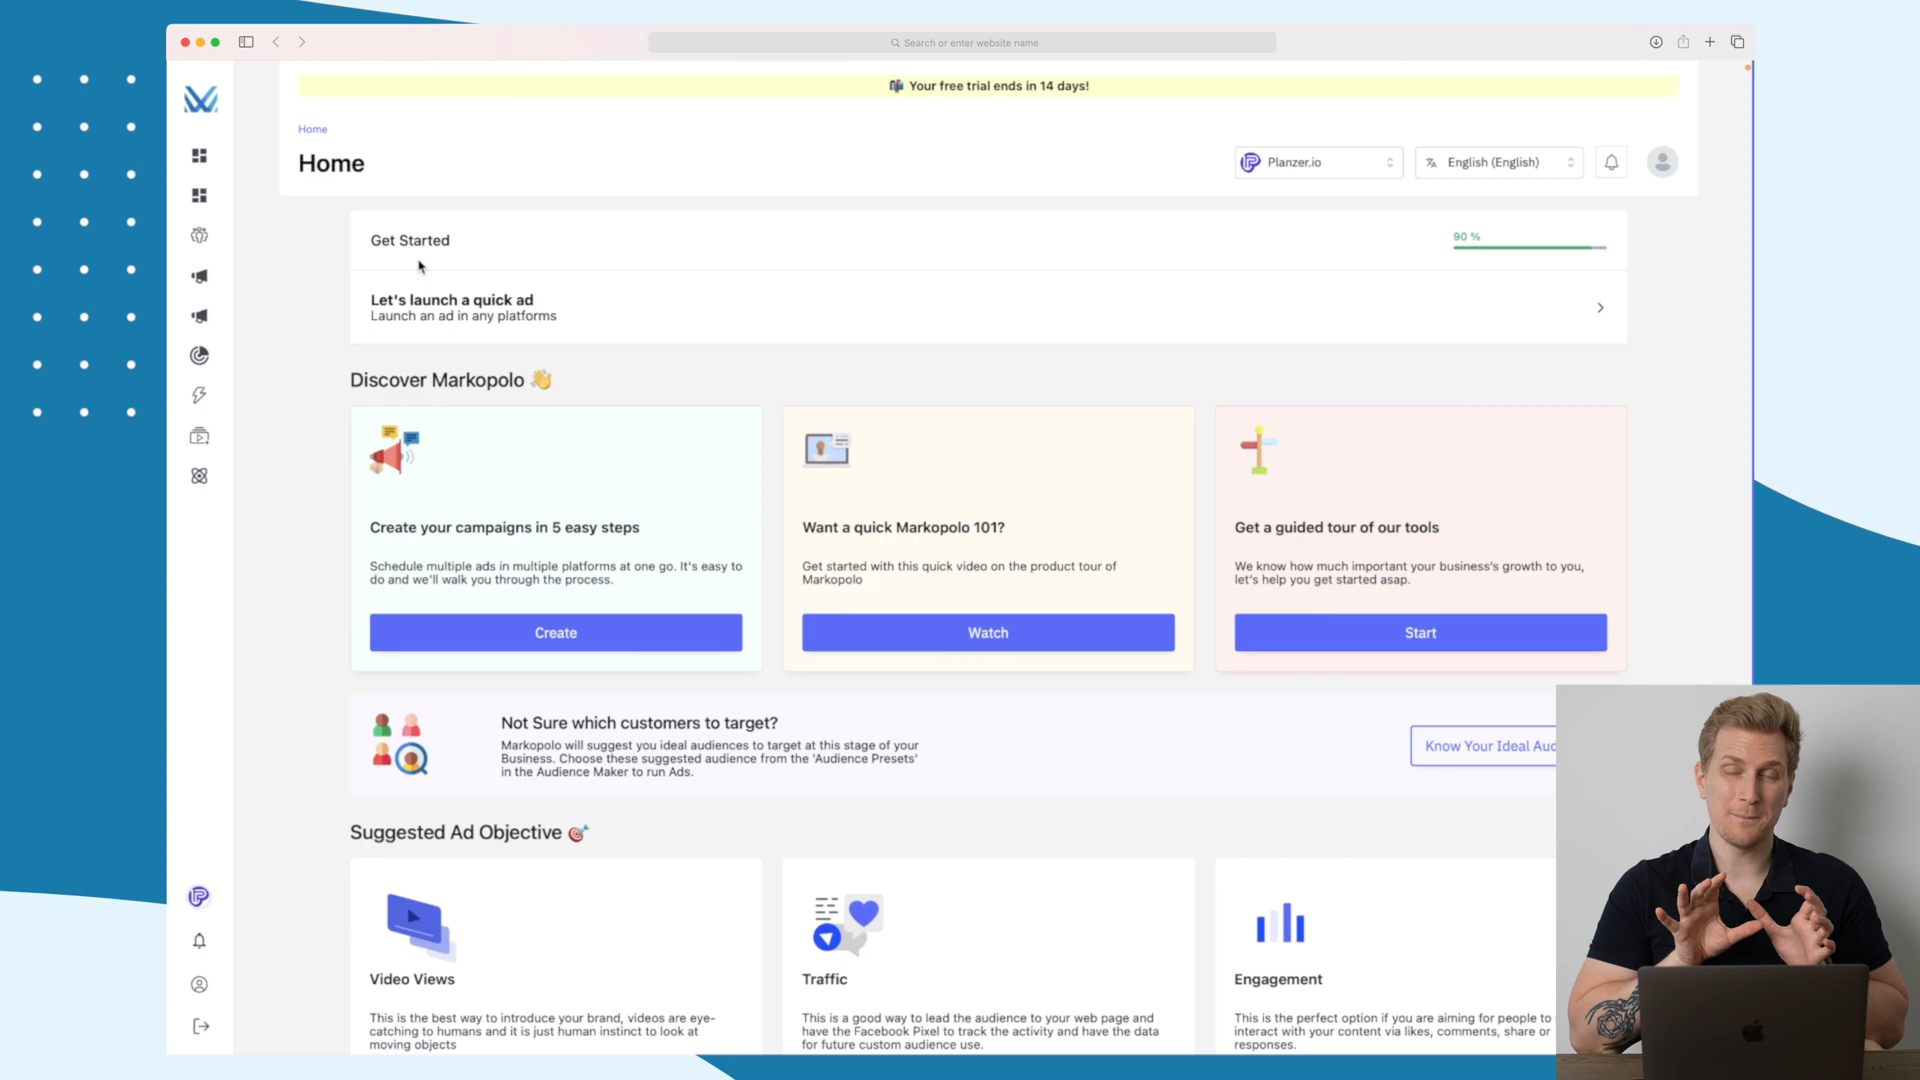 Search or enter website name
Your free trial ends in 14 days!
Home
Home
Planzer.io
English (English)
Get Started
90 %
Let's launch a quick ad
Launch an ad in any platforms
Discover Markopolo
Create your campaigns in 5 easy steps
Schedule multiple ads in multiple platforms at one go. It's easy to
do and we'll walk you through the process.
Create
Want a quick Markopolo 101?
Get started with this quick video on the product tour of
Markopolo
Watch
Get a guided tour of our tools
We know how much important your business's growth to you,
let's help you get started asap.
Start
Not Sure which customers to target?
Markopolo will suggest you ideal audiences to target at this stage of your
Business. Choose these suggested audience from the 'Audience Presets'
in the Audience Maker to run Ads.
Know Your Ideal Auc
Suggested Ad Objective
Video Views
This is the best way to introduce your brand, videos are eye-
catching to humans and it is just human instinct to look at
moving objects
Traffic
This is a good way to lead the audience to your web page and
have the Facebook Pixel to track the activity and have the data
for future custom audience use.
Engagement
This is the perfect option if you are aiming for people to
interact with your content via likes, comments, share or
responses.